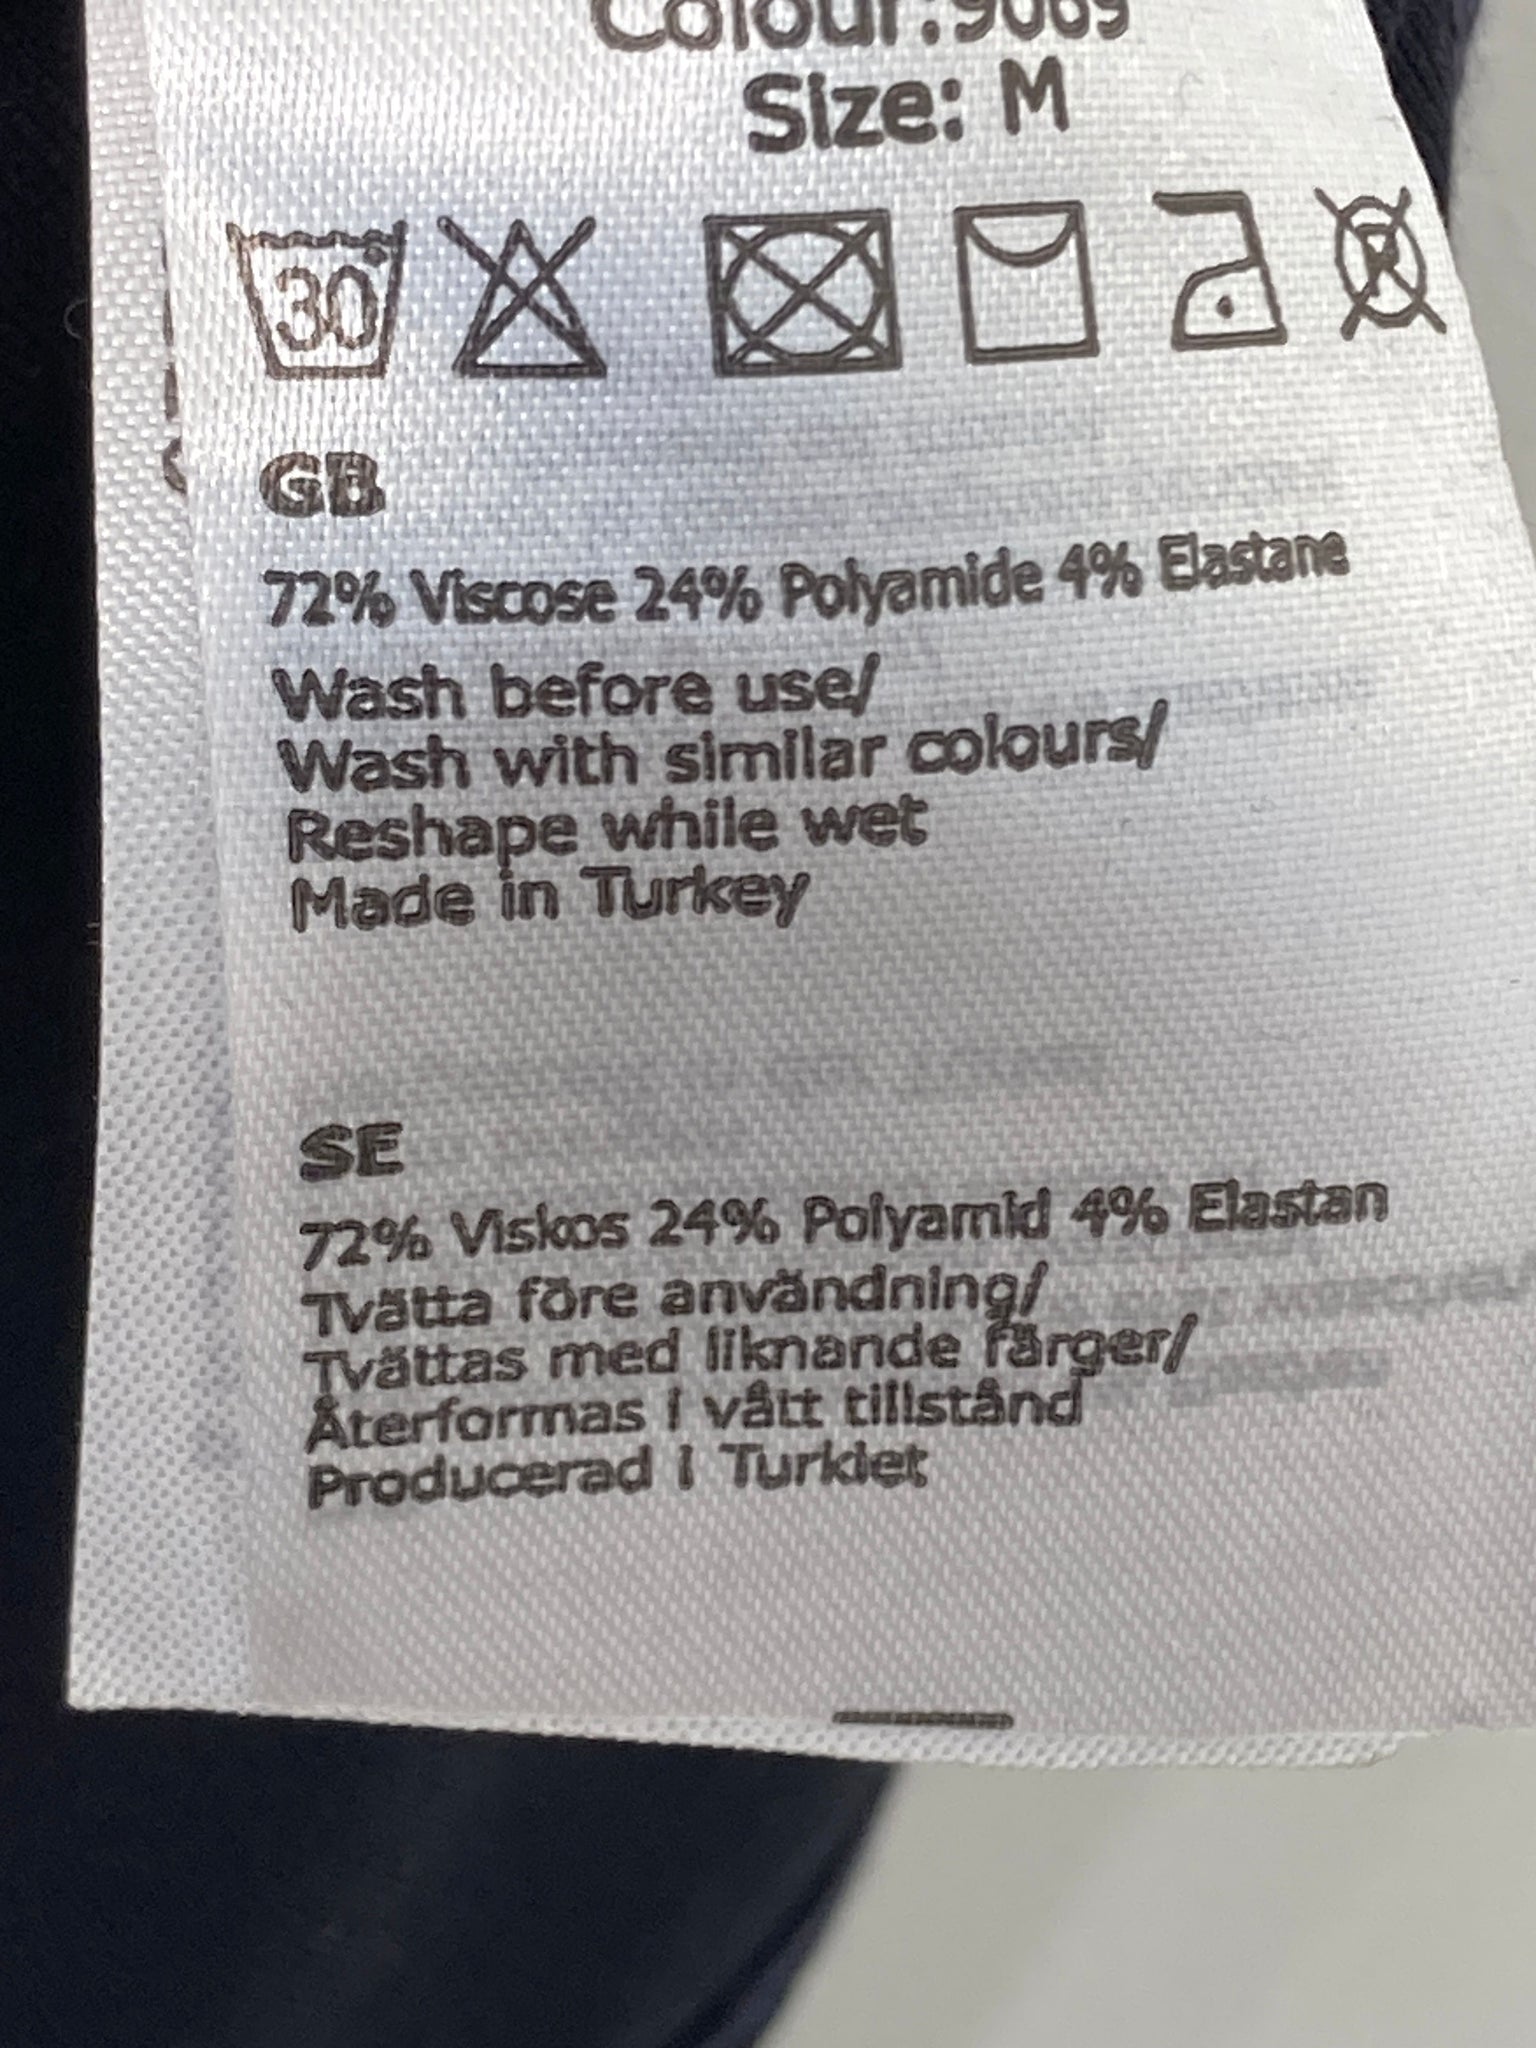 Colour:9069
Size: M
30°
GB
72% Viscose 24% Polyamide 4% Elastane
Wash before use/
Wash with similar colours/
Reshape while wet
Made in Turkey
SE
72% Viskos 24% Polyamid 4% Elastan
Tvätta före användning/
Tvättas med liknande färger/
Återformas i vått tillstånd
Producerad i Turkiet